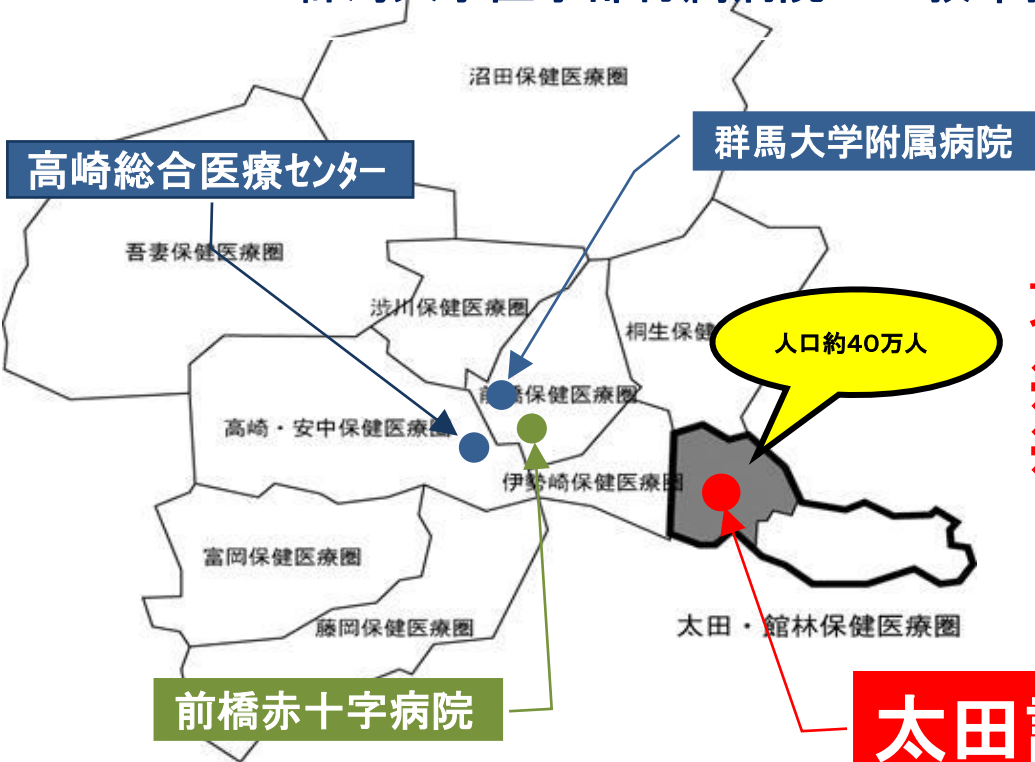 沼田保健医療圏
群馬大学附属病院
高崎総合医療センター
吾妻保健医療圏
渋川保健医療圏
桐生保健
人口約40万人
前橋保健医療圏
高崎・安中保健医療圏
伊勢崎保健医療圏
富岡保健医療圏
藤岡保健医療圏
太田・館林保健医療圏
前橋赤十字病院
太田